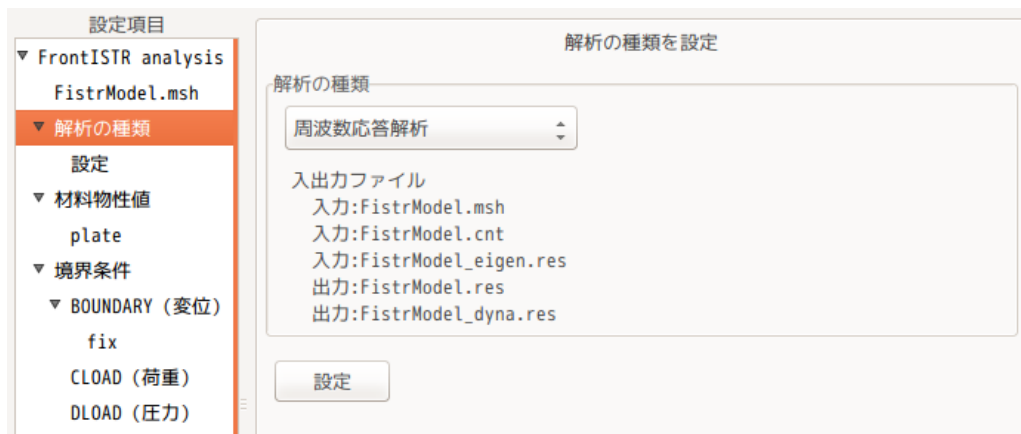 設定項目
FrontISTR analysis
FistrModel.msh
解析の種類
設定
材料物性値
plate
境界条件
BOUNDARY (変位)
fix
CLOAD (荷重)
DLOAD (圧力)
解析の種類を設定
解析の種類
周波数応答解析
入出力ファイル
入力:FistrModel.msh
入力:FistrModel.cnt
入力:FistrModel_eigen.res
出力:FistrModel.res
出力:FistrModel_dyna.res
設定